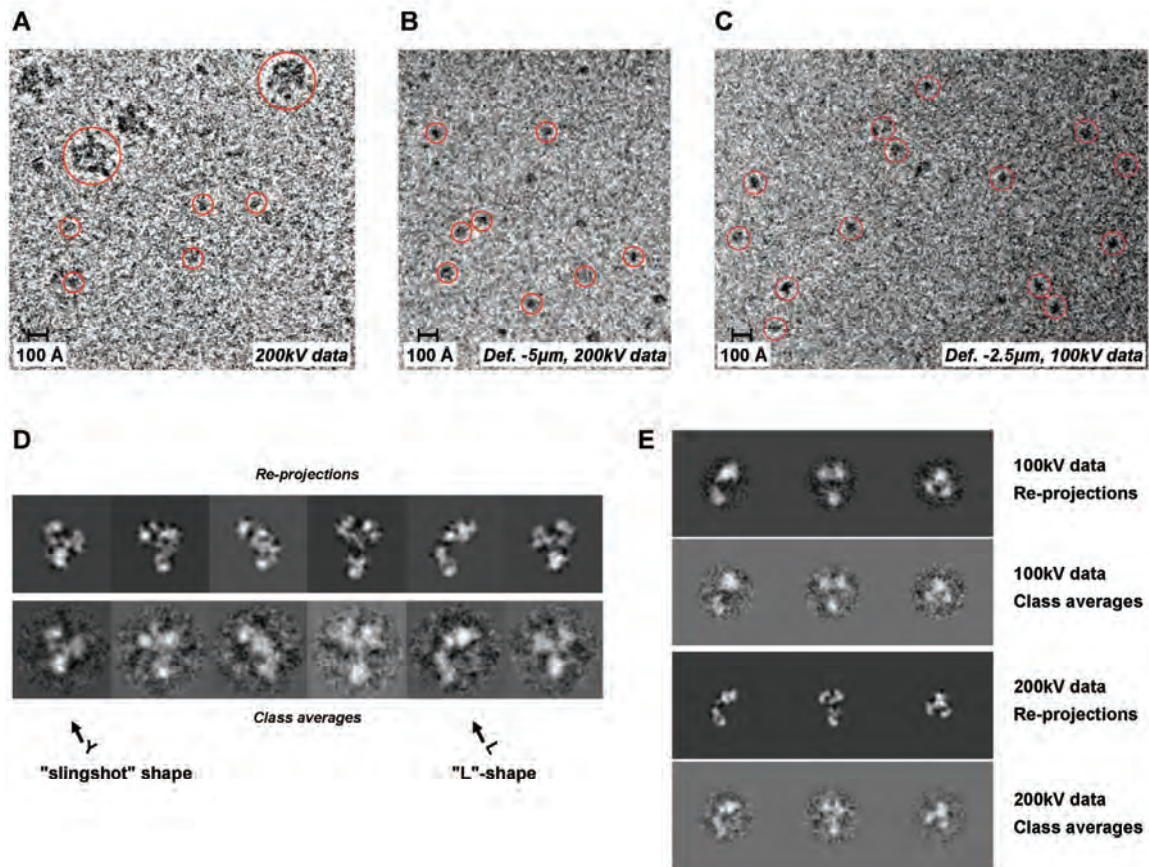 A
B
C
100 Å
200kV data
100 Å
Def. -5µm, 200kV data
100 Å
Def. -2.5µm, 100kV data
D
Re-projections
Class averages
Y
"slingshot" shape
L
"L"-shape
E
100kV data
Re-projections
100kV data
Class averages
200kV data
Re-projections
200kV data
Class averages